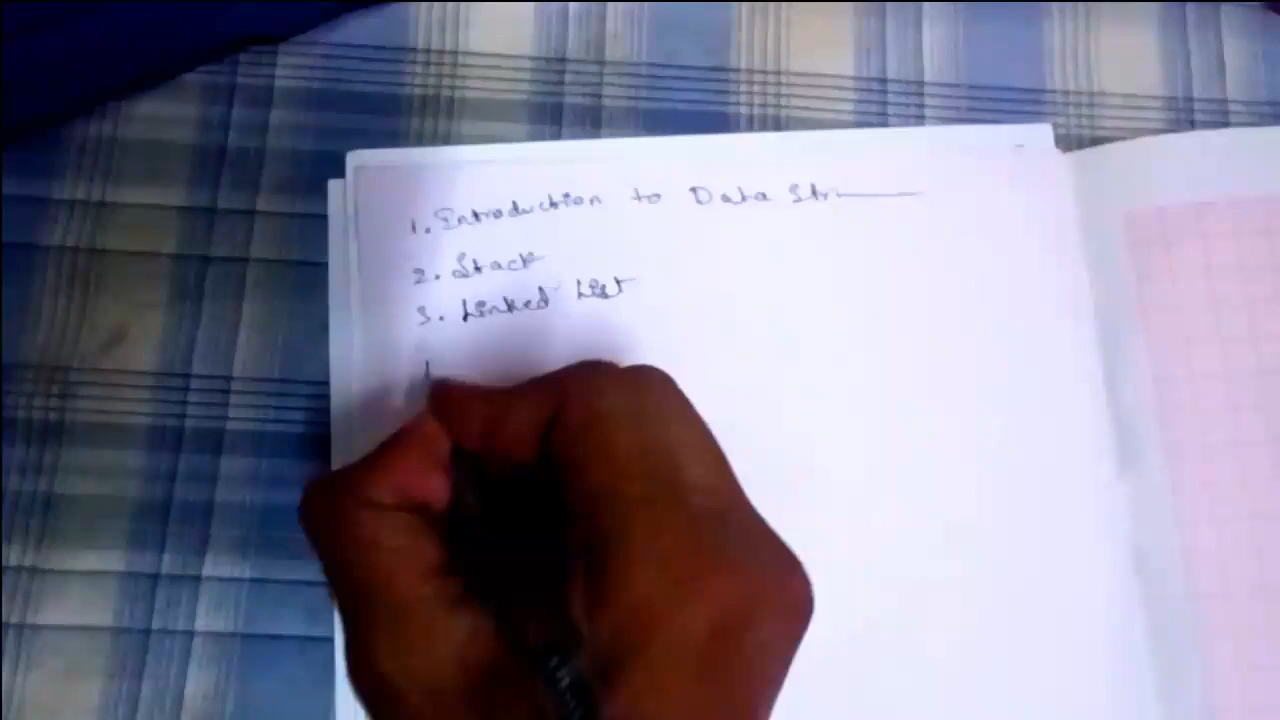 1. Introduction to Data Str
2. Stack
3. Linked List